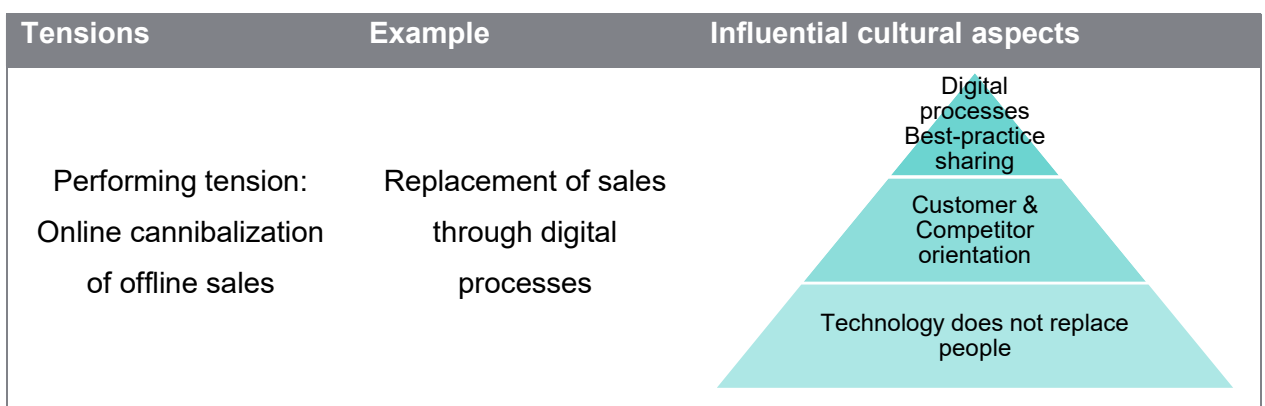 Tensions Example Influential cultural aspects
Performing tension:
Online cannibalization
of offline sales
Replacement of sales
through digital
processes
Digital
processes
Best-practice
sharing
Customer &
Competitor
orientation
Technology does not replace
people